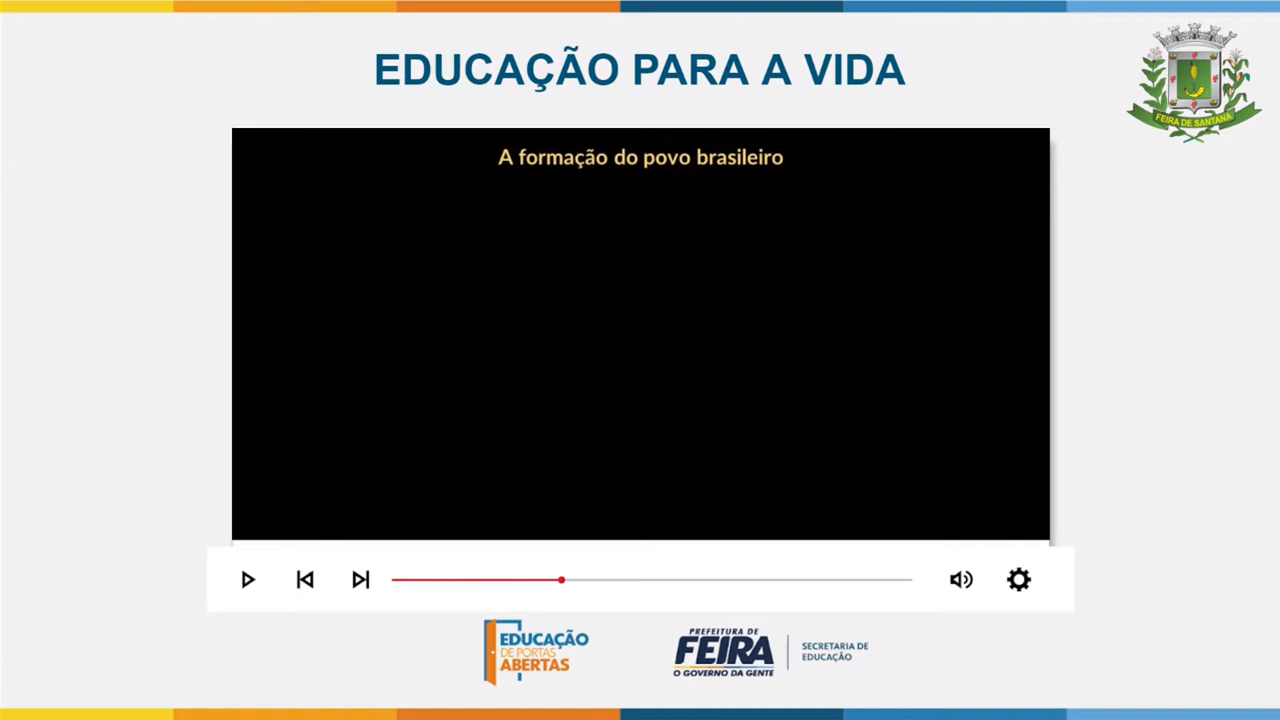 EDUCAÇÃO PARA A VIDA
FEIRA DE SANTANA
A formação do povo brasileiro
EDUCAÇÃO
DE PORTAS
ABERTAS
PREFEITURA DE
FEIRA
O GOVERNO DA GENTE
SECRETARIA DE
EDUCAÇÃO